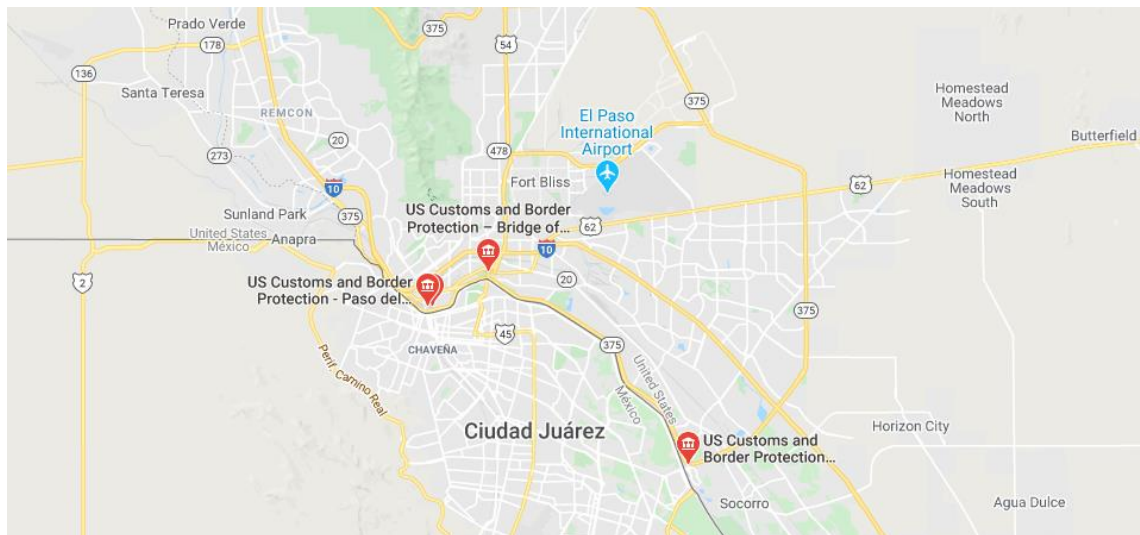 Prado Verde
375
178
54
136
Santa Teresa
375
Homestead
Meadows
North
REMCON
El Paso
International
Airport
20
Butterfield
273
478
Fort Bliss
Homestead
Meadows
South
10
62
Sunland Park
375
US Customs and Border
Protection – Bridge of...
62
United States
México
Anapra
10
2
US Customs and Border
Protection - Paso del...
20
375
45
375
CHAVEÑA
United States
México
Perif. Camino Real
Ciudad Juárez
Horizon City
US Customs and
Border Protection...
Socorro
Agua Dulce